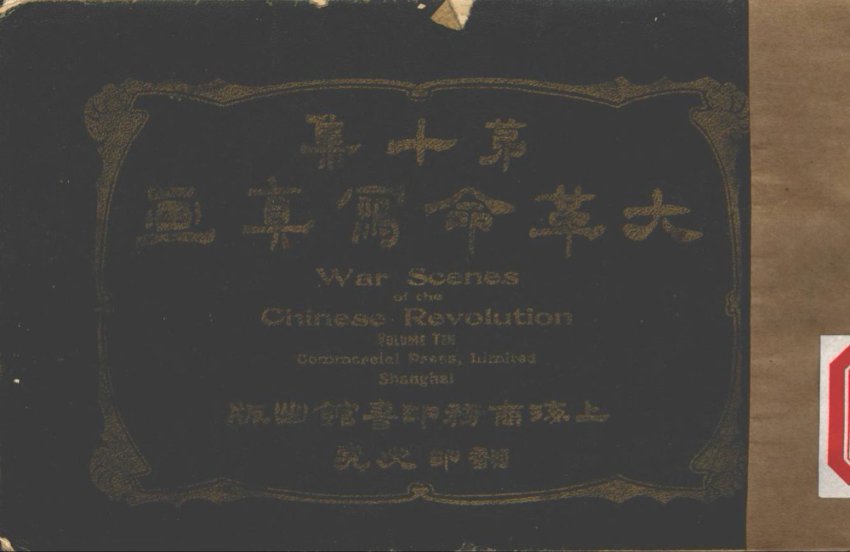 第十集
大革命寫真畫
War Scenes
of the
Chinese Revolution
VOLUME TEN
Commercial Press, Limited
Shanghai
上海商務印書館出版
翻印必究